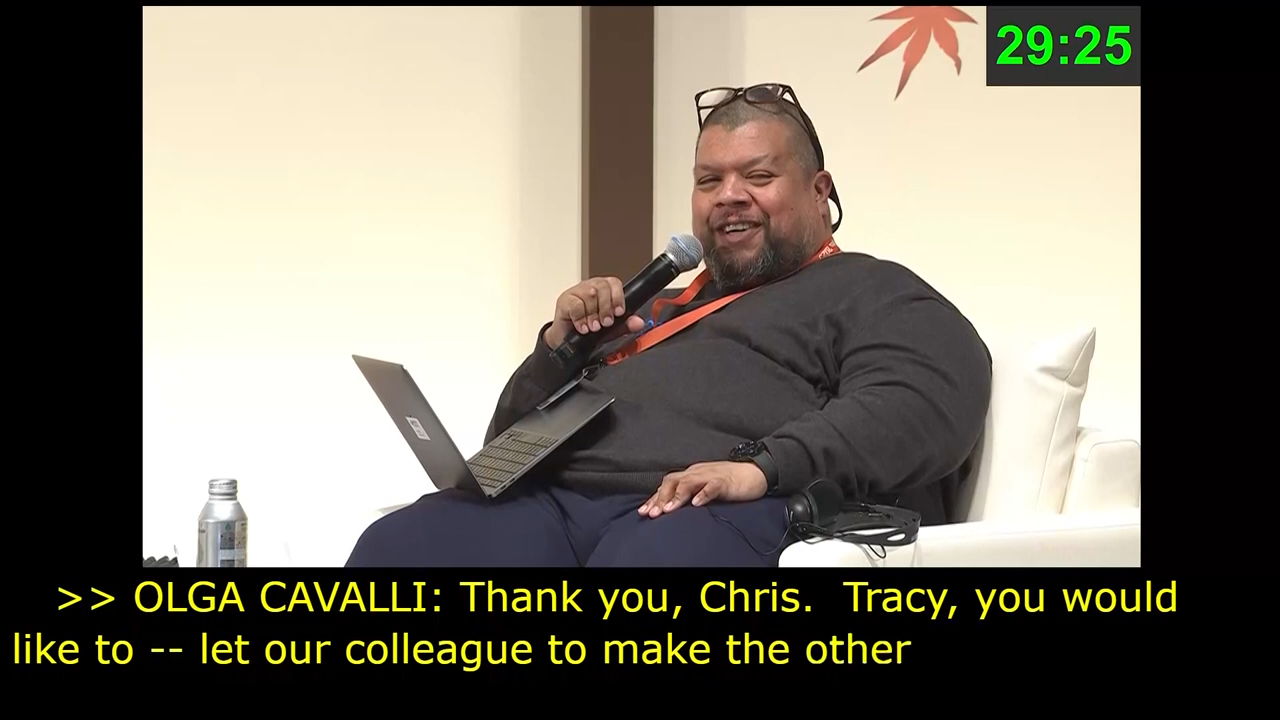 29:25
>> OLGA CAVALLI: Thank you, Chris.  Tracy, you would
like to -- let our colleague to make the other